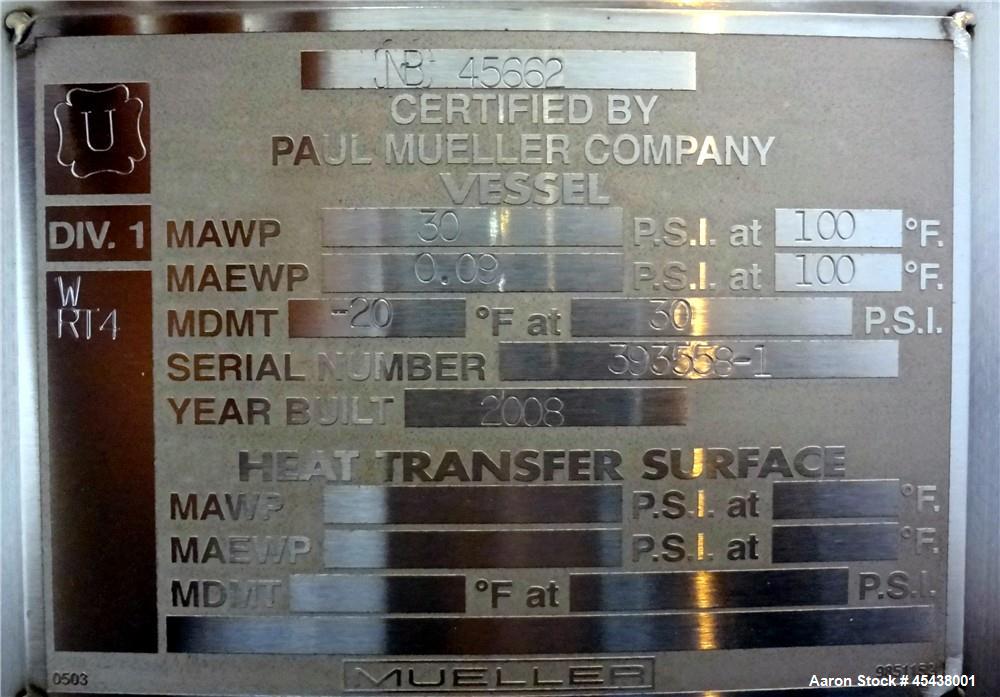 NB 45662
U
CERTIFIED BY
PAUL MUELLER COMPANY
VESSEL
DIV. 1
MAWP 30 P.S.I. at 100 °F.
MAEWP 0.09 P.S.I. at 100 °F.
W
RT4
MDMT -20 °F at 30 P.S.I.
SERIAL NUMBER 393558-1
YEAR BUILT 2008
HEAT TRANSFER SURFACE
MAWP P.S.I. at °F.
MAEWP P.S.I. at °F.
MDMT °F at P.S.I.
0503
MUELLER
Aaron Stock # 45438001